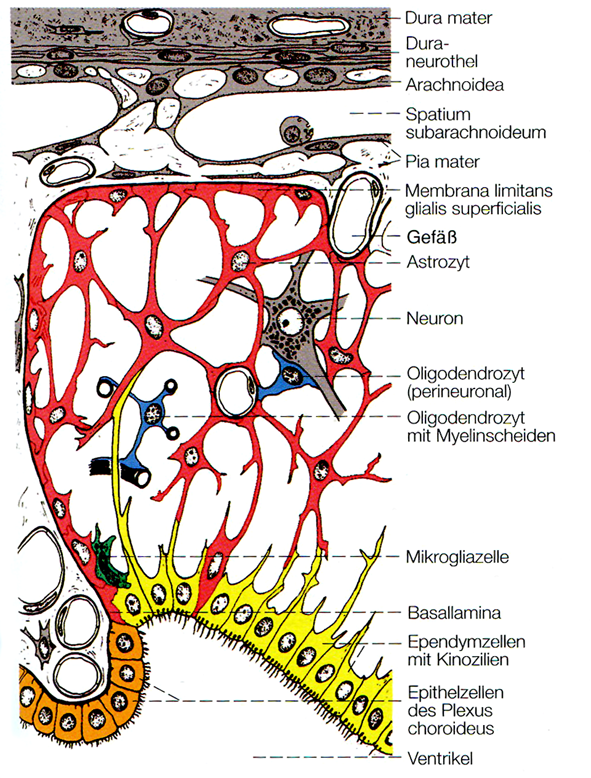 Dura mater
Dura-
neurothel
Arachnoidea
Spatium
subarachnoideum
Pia mater
Membrana limitans
glialis superficialis
Gefäß
Astrozyt
Neuron
Oligodendrozyt
(perineuronal)
Oligodendrozyt
mit Myelinscheiden
Mikrogliazelle
Basallamina
Ependymzellen
mit Kinozilien
Epithelzellen
des Plexus
choroideus
Ventrikel